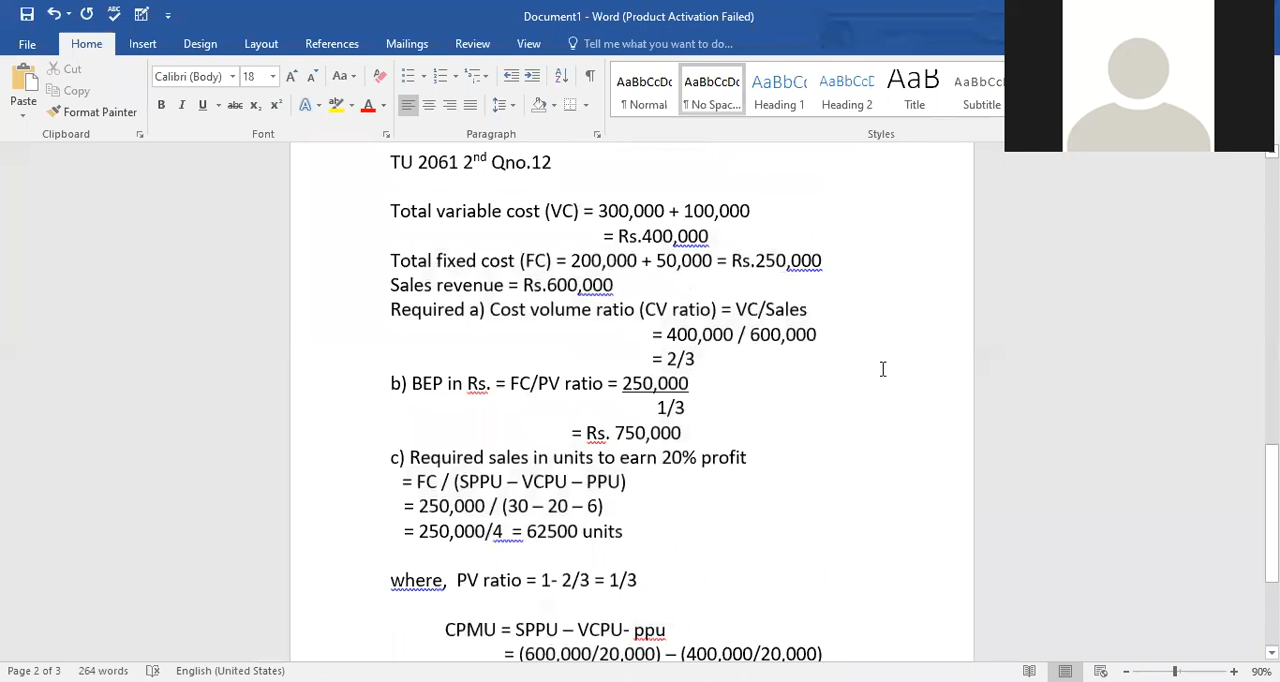 Document1 - Word (Product Activation Failed)
File Home Insert Design Layout References Mailings Review View Tell me what you want to do...
Paste
Cut
Copy
Format Painter
Clipboard
Calibri (Body) 18
Font
Paragraph
AaBbCcDc AaBbCcDc AaBbCc AaBbCcC AaB AaBbCcD
¶ Normal ¶ No Spac... Heading 1 Heading 2 Title Subtitle
Styles
TU 2061 2nd Qno.12
Total variable cost (VC) = 300,000 + 100,000
= Rs.400,000
Total fixed cost (FC) = 200,000 + 50,000 = Rs.250,000
Sales revenue = Rs.600,000
Required a) Cost volume ratio (CV ratio) = VC/Sales
= 400,000 / 600,000
= 2/3
b) BEP in Rs. = FC/PV ratio = 250,000
1/3
= Rs. 750,000
c) Required sales in units to earn 20% profit
= FC / (SPPU – VCPU – PPU)
= 250,000 / (30 – 20 – 6)
= 250,000/4 = 62500 units
where, PV ratio = 1- 2/3 = 1/3
CPMU = SPPU – VCPU- ppu
= (600,000/20,000) – (400,000/20,000)
Page 2 of 3 264 words English (United States) 90%